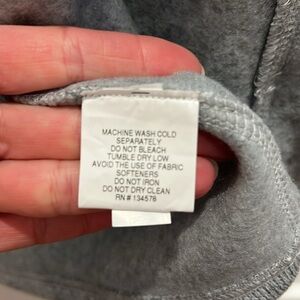 MACHINE WASH COLD
SEPARATELY
DO NOT BLEACH
TUMBLE DRY LOW
AVOID THE USE OF FABRIC
SOFTENERS
DO NOT IRON
DO NOT DRY CLEAN
RN # 134578